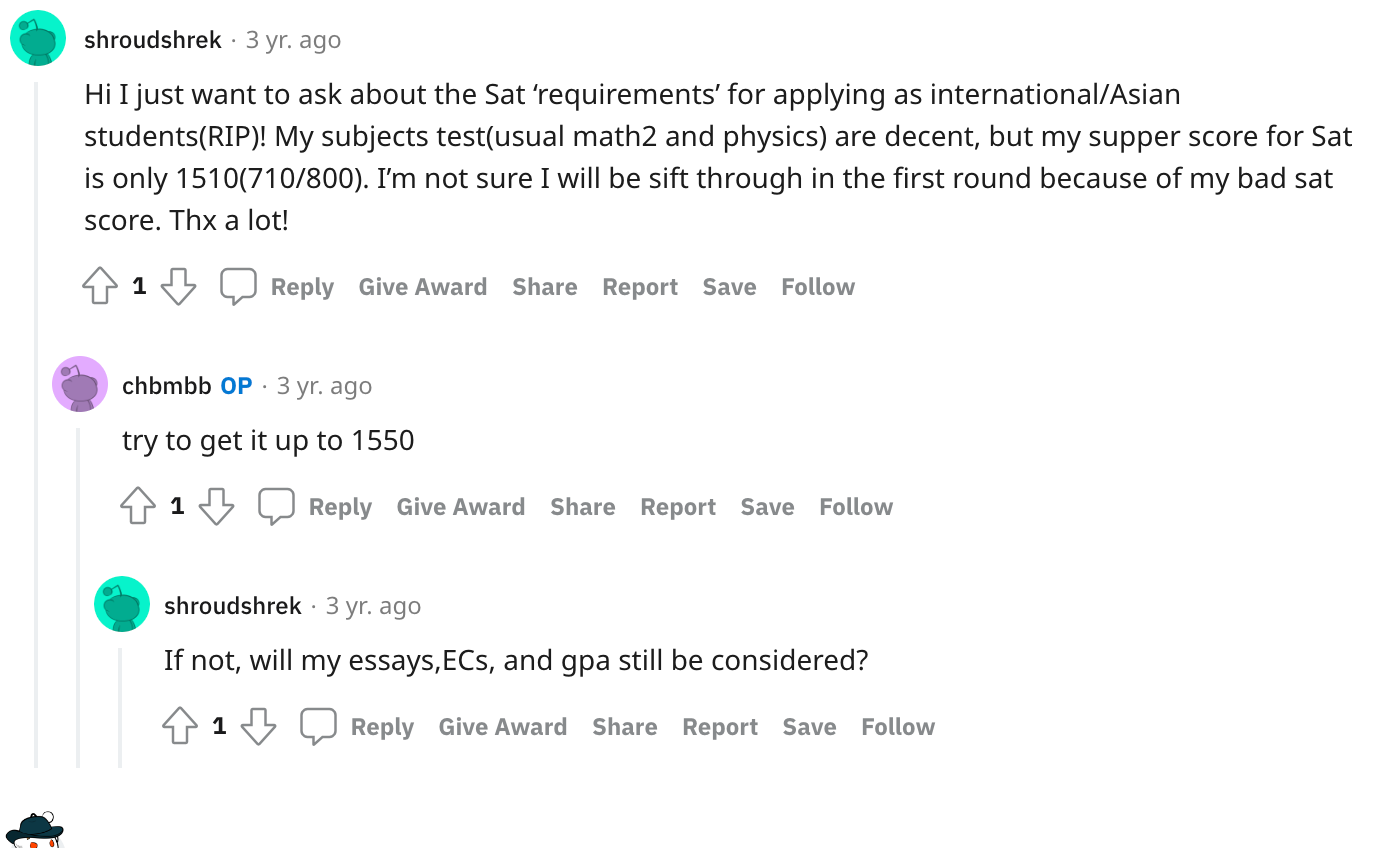 shroudshrek · 3 yr. ago
Hi I just want to ask about the Sat ‘requirements’ for applying as international/Asian
students(RIP)! My subjects test(usual math2 and physics) are decent, but my supper score for Sat
is only 1510(710/800). I’m not sure I will be sift through in the first round because of my bad sat
score. Thx a lot!
1 Reply Give Award Share Report Save Follow
chbmbb OP · 3 yr. ago
try to get it up to 1550
1 Reply Give Award Share Report Save Follow
shroudshrek · 3 yr. ago
If not, will my essays,ECs, and gpa still be considered?
1 Reply Give Award Share Report Save Follow